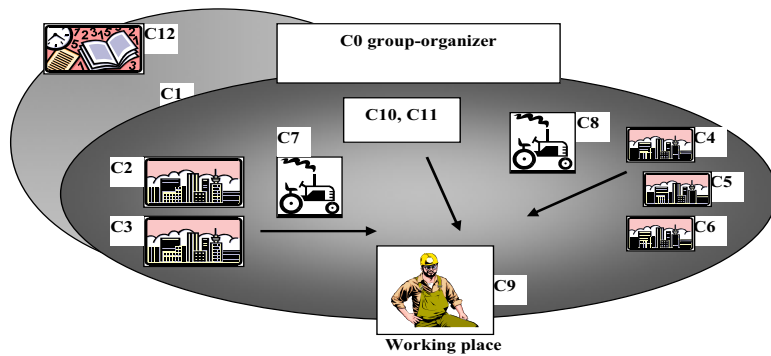 C12
C0 group-organizer
C1
C10, C11
C8
C4
C7
C2
C5
C3
C6
C9
Working place